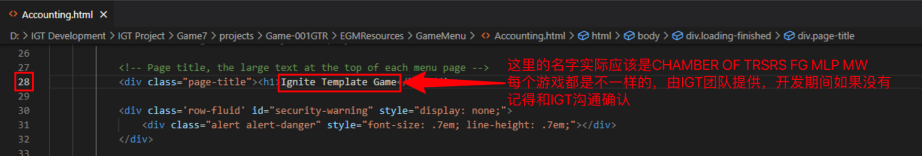 Accounting.html ×
D: > IGT Development > IGT Project > Game7 > projects > Game-001GTR > EGMResources > GameMenu > Accounting.html > html > body > div.loading-finished > div.page-title
26
27 <!-- Page title, the large text at the top of each menu page -->
28 <div class="page-title"><h1>Ignite Template Game
29
30 <div class='row-fluid' id="security-warning" style="display: none;">
31 <div class="alert alert-danger" style="font-size: .7em; line-height: .7em;"></div>
32 </div>
33
这里的名字实际应该是CHAMBER OF TRSRS FG MLP MW
每个游戏都是不一样的，由IGT团队提供，开发期间如果没有
记得和IGT沟通确认